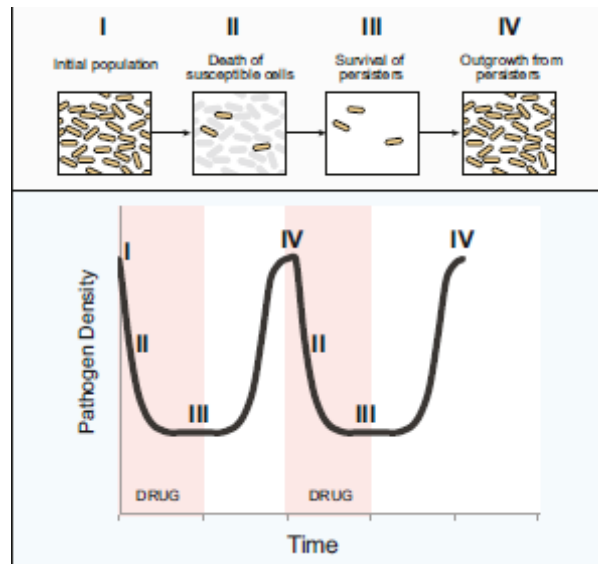 I II III IV
Initial population Death of Survival of Outgrowth from
susceptible cells persisters persisters
IV IV
I
II II
III III
Pathogen Density
DRUG DRUG
Time